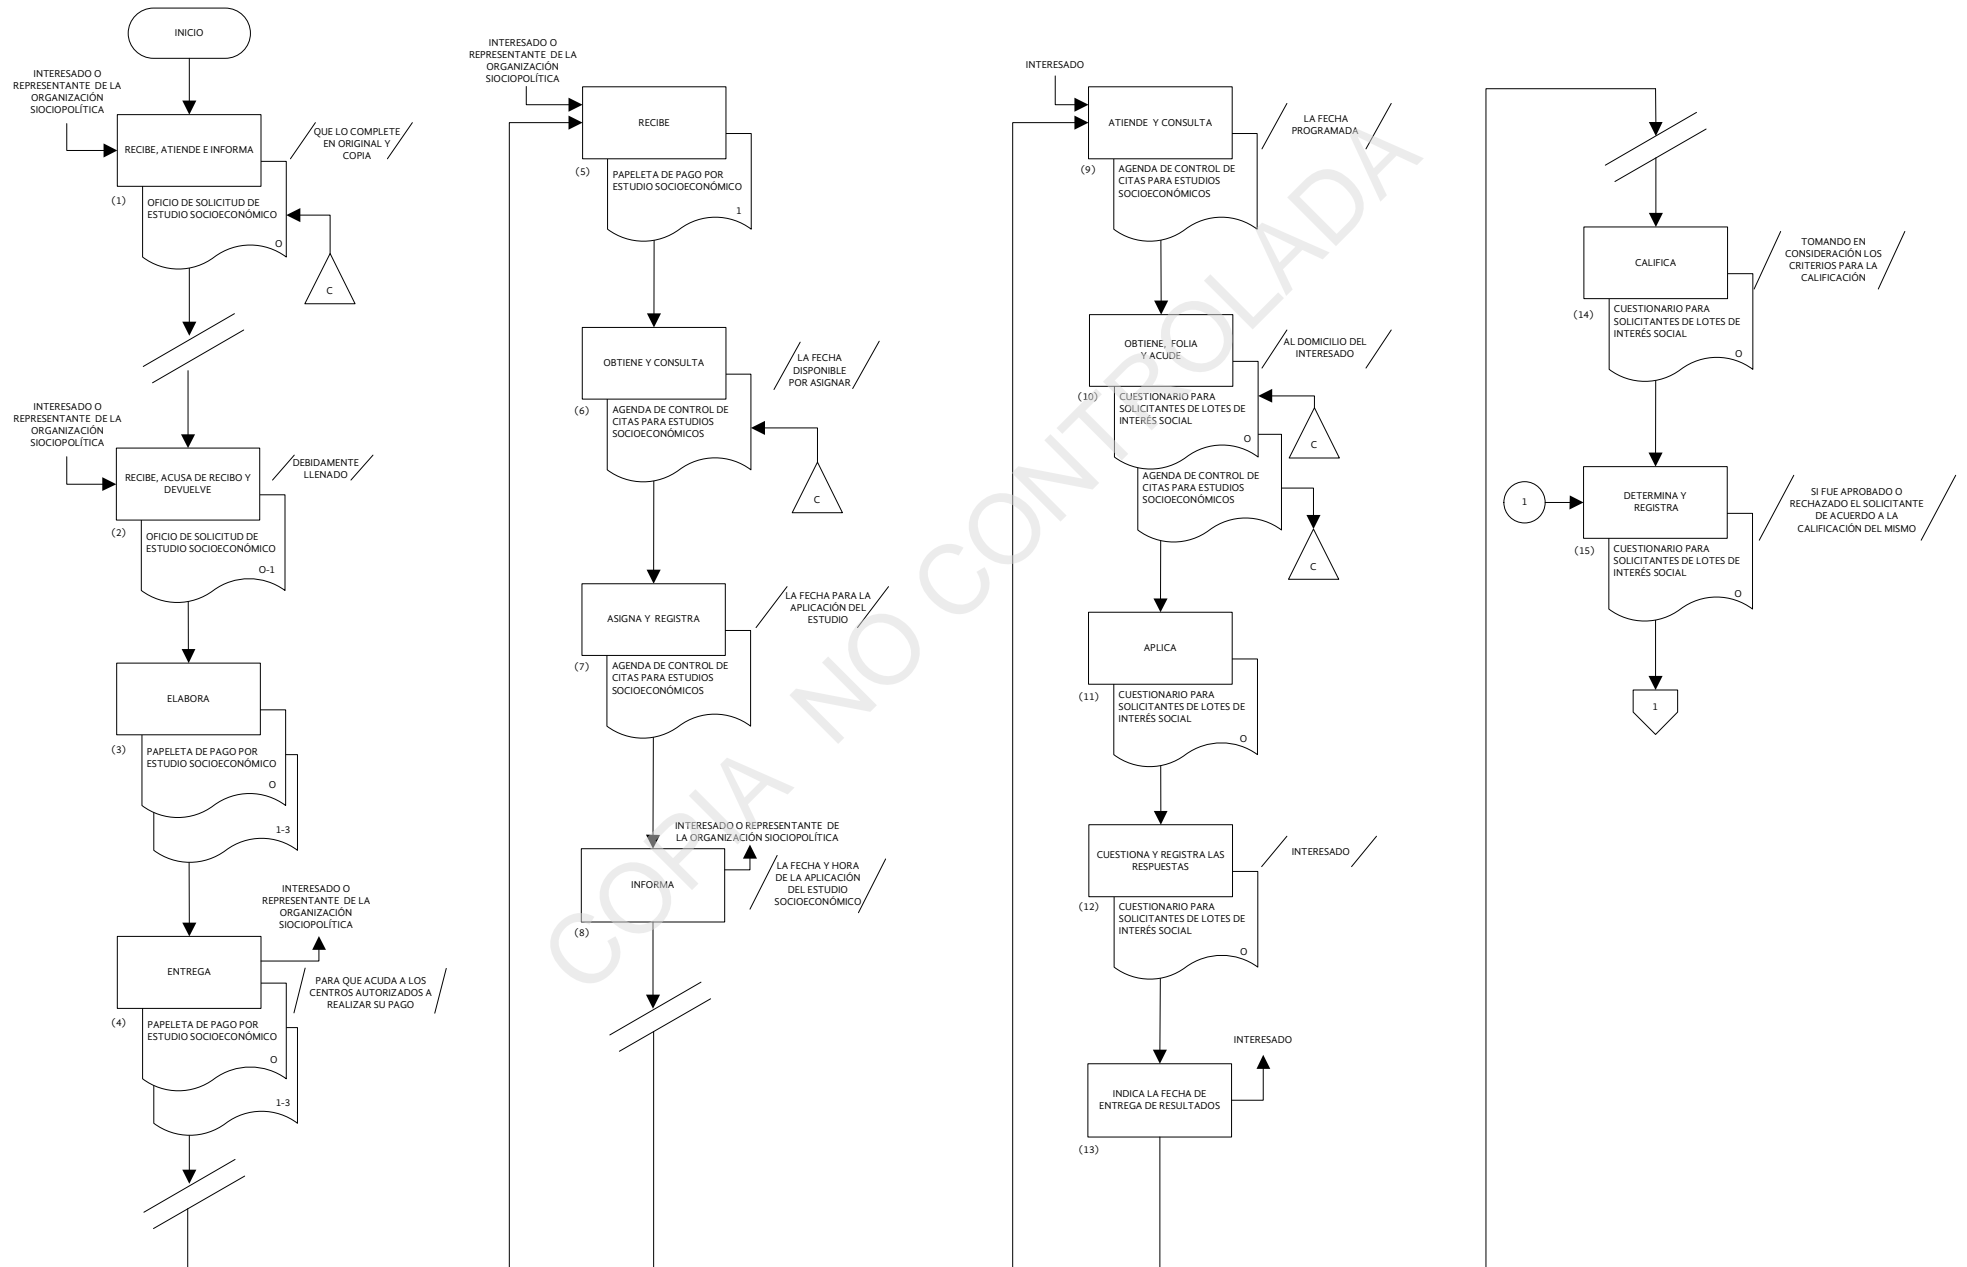 INICIO
INTERESADO O
REPRESENTANTE DE LA
ORGANIZACIÓN
SIOCIOPOLÍTICA
RECIBE, ATIENDE E INFORMA
QUE LO COMPLETE
EN ORIGINAL Y
COPIA
(1)
OFICIO DE SOLICITUD DE
ESTUDIO SOCIOECONÓMICO
O
C
INTERESADO O
REPRESENTANTE DE LA
ORGANIZACIÓN
SIOCIOPOLÍTICA
RECIBE, ACUSA DE RECIBO Y
DEVUELVE
DEBIDAMENTE
LLENADO
(2)
OFICIO DE SOLICITUD DE
ESTUDIO SOCIOECONÓMICO
O-1
ELABORA
(3)
PAPELETA DE PAGO POR
ESTUDIO SOCIOECONÓMICO
O
1-3
INTERESADO O
REPRESENTANTE DE LA
ORGANIZACIÓN
SIOCIOPOLÍTICA
ENTREGA
PARA QUE ACUDA A LOS
CENTROS AUTORIZADOS A
REALIZAR SU PAGO
(4)
PAPELETA DE PAGO POR
ESTUDIO SOCIOECONÓMICO
O
1-3
INTERESADO O
REPRESENTANTE DE LA
ORGANIZACIÓN
SIOCIOPOLÍTICA
RECIBE
(5)
PAPELETA DE PAGO POR
ESTUDIO SOCIOECONÓMICO
1
OBTIENE Y CONSULTA
LA FECHA
DISPONIBLE
POR ASIGNAR
(6)
AGENDA DE CONTROL DE
CITAS PARA ESTUDIOS
SOCIOECONÓMICOS
C
ASIGNA Y REGISTRA
LA FECHA PARA LA
APLICACIÓN DEL
ESTUDIO
(7)
AGENDA DE CONTROL DE
CITAS PARA ESTUDIOS
SOCIOECONÓMICOS
INTERESADO O REPRESENTANTE DE
LA ORGANIZACIÓN SIOCIOPOLÍTICA
INFORMA
LA FECHA Y HORA
DE LA APLICACIÓN
DEL ESTUDIO
SOCIOECONÓMICO
(8)
INTERESADO
ATIENDE Y CONSULTA
LA FECHA
PROGRAMADA
(9)
AGENDA DE CONTROL DE
CITAS PARA ESTUDIOS
SOCIOECONÓMICOS
OBTIENE, FOLIA
Y ACUDE
AL DOMICILIO DEL
INTERESADO
(10)
CUESTIONARIO PARA
SOLICITANTES DE LOTES DE
INTERÉS SOCIAL
O
C
AGENDA DE CONTROL DE
CITAS PARA ESTUDIOS
SOCIOECONÓMICOS
C
APLICA
(11)
CUESTIONARIO PARA
SOLICITANTES DE LOTES DE
INTERÉS SOCIAL
O
CUESTIONA Y REGISTRA LAS
RESPUESTAS
INTERESADO
(12)
CUESTIONARIO PARA
SOLICITANTES DE LOTES DE
INTERÉS SOCIAL
O
INTERESADO
INDICA LA FECHA DE
ENTREGA DE RESULTADOS
(13)
CALIFICA
TOMANDO EN
CONSIDERACIÓN LOS
CRITERIOS PARA LA
CALIFICACIÓN
(14)
CUESTIONARIO PARA
SOLICITANTES DE LOTES DE
INTERÉS SOCIAL
O
1
DETERMINA Y
REGISTRA
SI FUE APROBADO O
RECHAZADO EL SOLICITANTE
DE ACUERDO A LA
CALIFICACIÓN DEL MISMO
(15)
CUESTIONARIO PARA
SOLICITANTES DE LOTES DE
INTERÉS SOCIAL
O
1
COPIA NO CONTROLADA